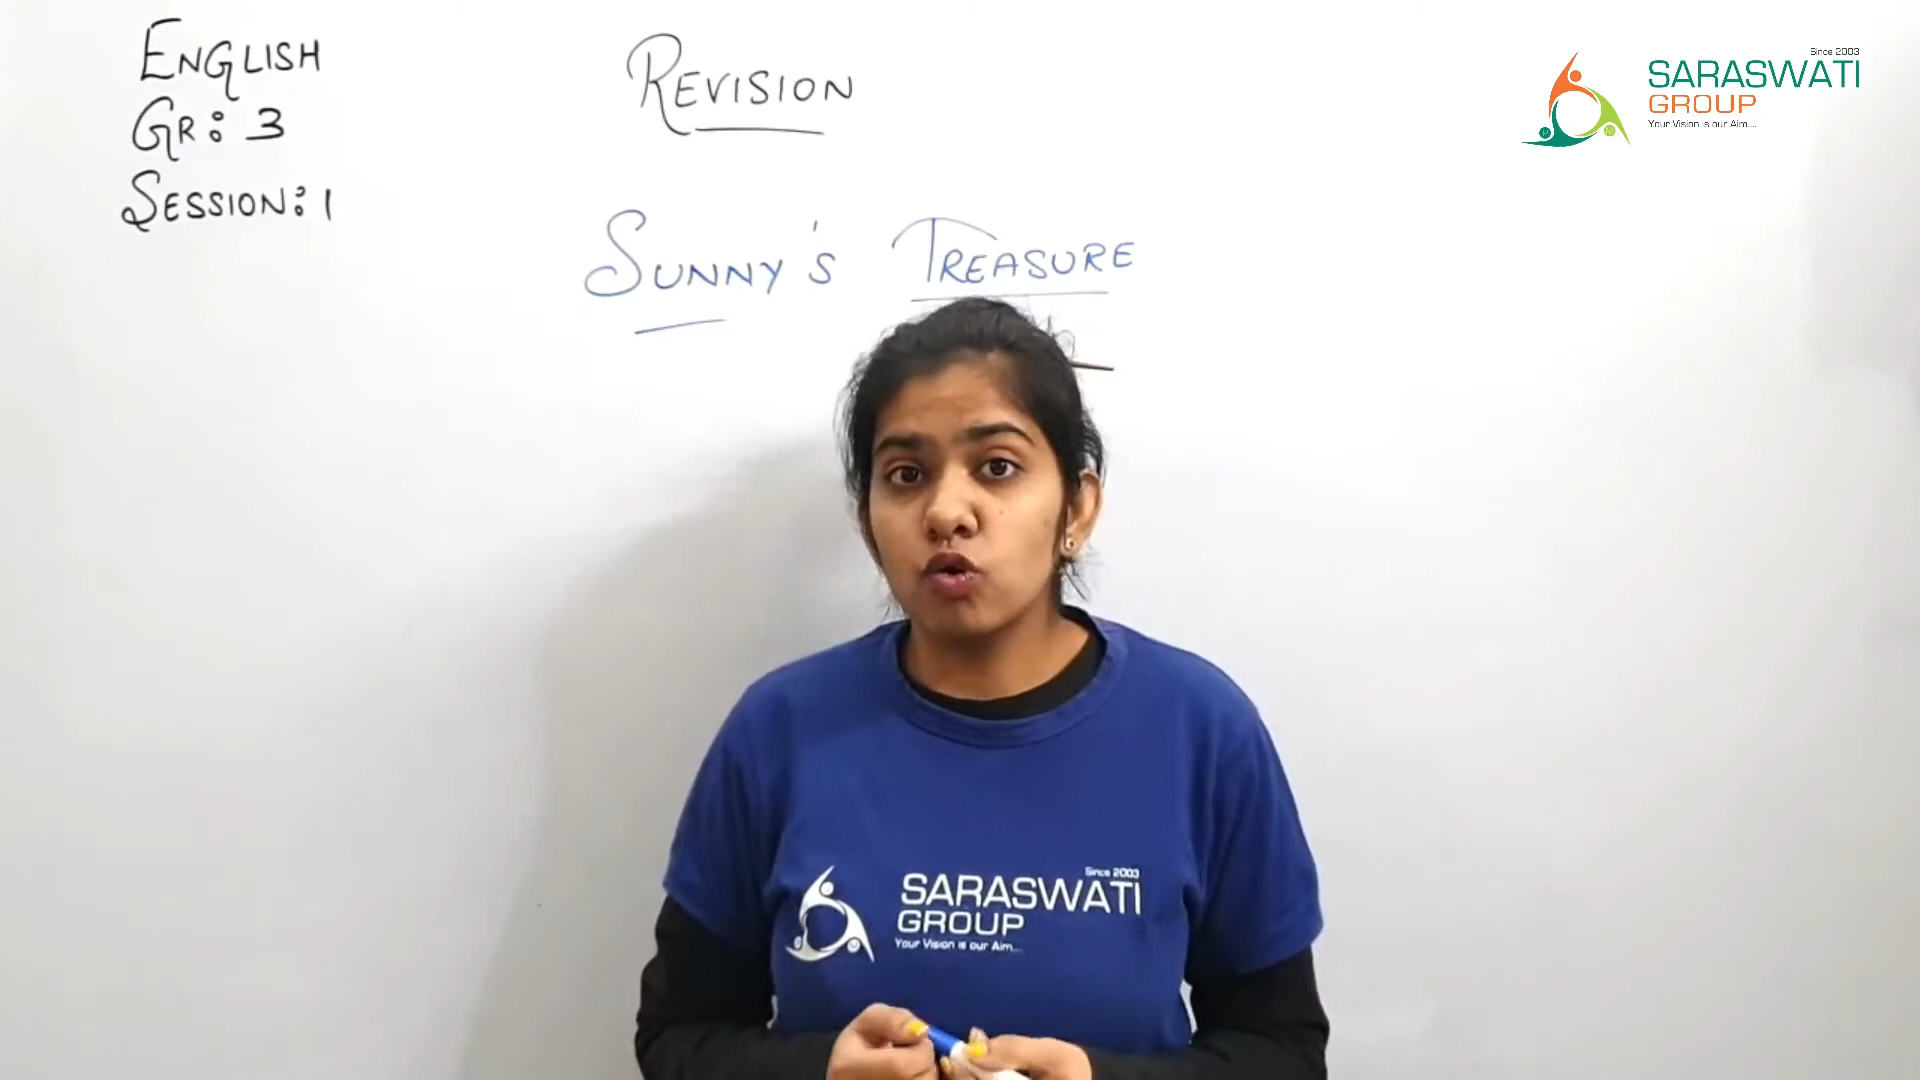 ENGLISH
GR: 3
SESSION: 1
REVISION
SUNNY'S TREASURE
Since 2003
SARASWATI
GROUP
Your Vision is our Aim....
Since 2003
SARASWATI
GROUP
Your Vision is our Aim....